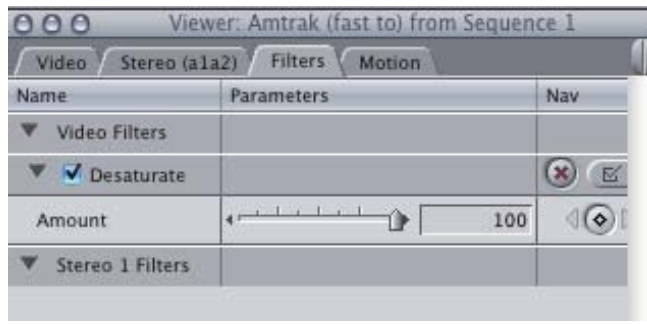 Viewer: Amtrak (fast to) from Sequence 1
Video Stereo (a1a2) Filters Motion
Name Parameters Nav
Video Filters
Desaturate
Amount 100
Stereo 1 Filters